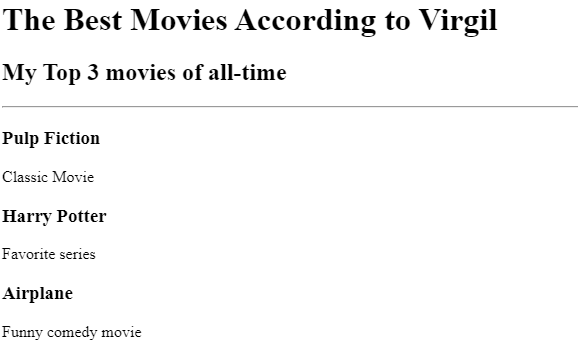 The Best Movies According to Virgil
My Top 3 movies of all-time
Pulp Fiction
Classic Movie
Harry Potter
Favorite series
Airplane
Funny comedy movie